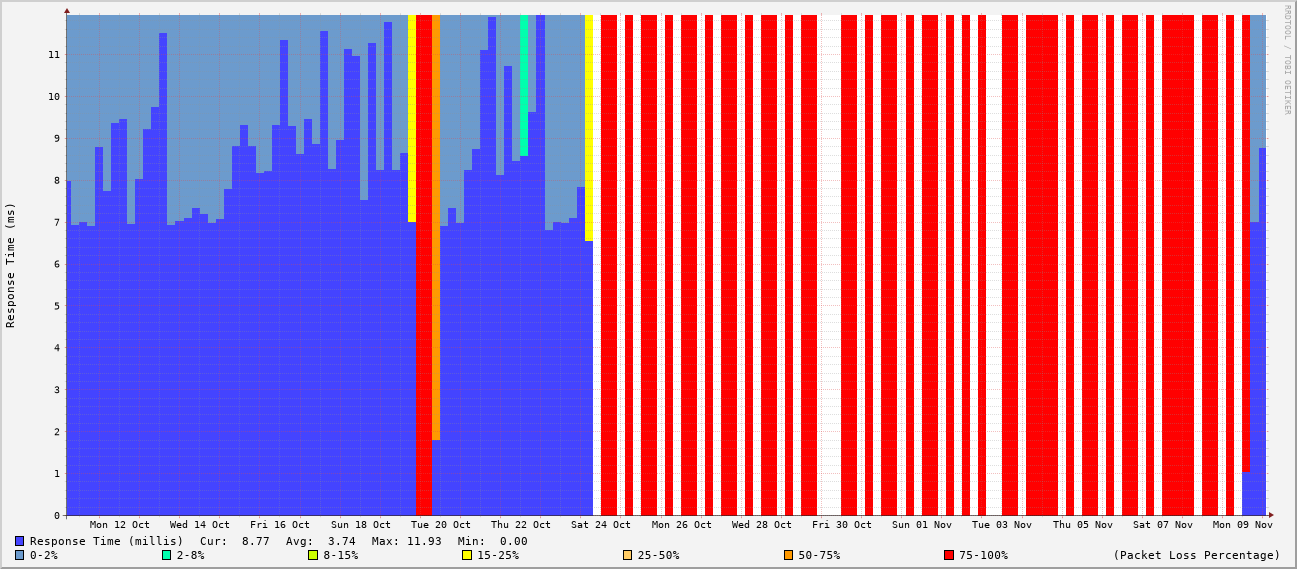 RRDTOOL / TOBI OETIKER
Response Time (ms)
11
10
9
8
7
6
5
4
3
2
1
0
Mon 12 Oct Wed 14 Oct Fri 16 Oct Sun 18 Oct Tue 20 Oct Thu 22 Oct Sat 24 Oct Mon 26 Oct Wed 28 Oct Fri 30 Oct Sun 01 Nov Tue 03 Nov Thu 05 Nov Sat 07 Nov Mon 09 Nov
Response Time (millis) Cur: 8.77 Avg: 3.74 Max: 11.93 Min: 0.00
0-2% 2-8% 8-15% 15-25% 25-50% 50-75% 75-100% (Packet Loss Percentage)